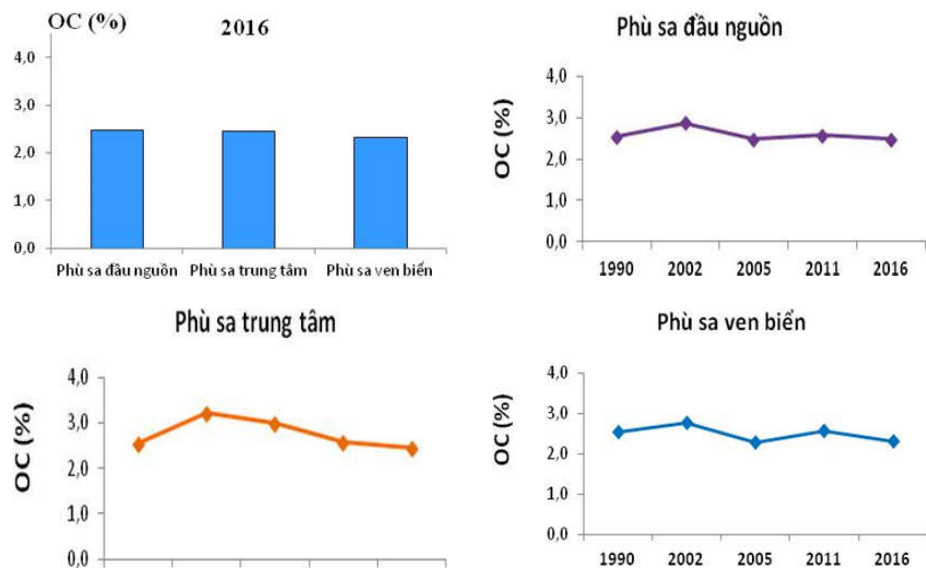 OC (%)
2016
4,0
3,0
2,0
1,0
0,0
Phù sa đầu nguồn
Phù sa trung tâm
Phù sa ven biển
Phù sa đầu nguồn
OC (%)
4,0
3,0
2,0
1,0
0,0
1990 2002 2005 2011 2016
Phù sa trung tâm
OC (%)
4,0
3,0
2,0
1,0
0,0
Phù sa ven biển
OC (%)
4,0
3,0
2,0
1,0
0,0
1990 2002 2005 2011 2016